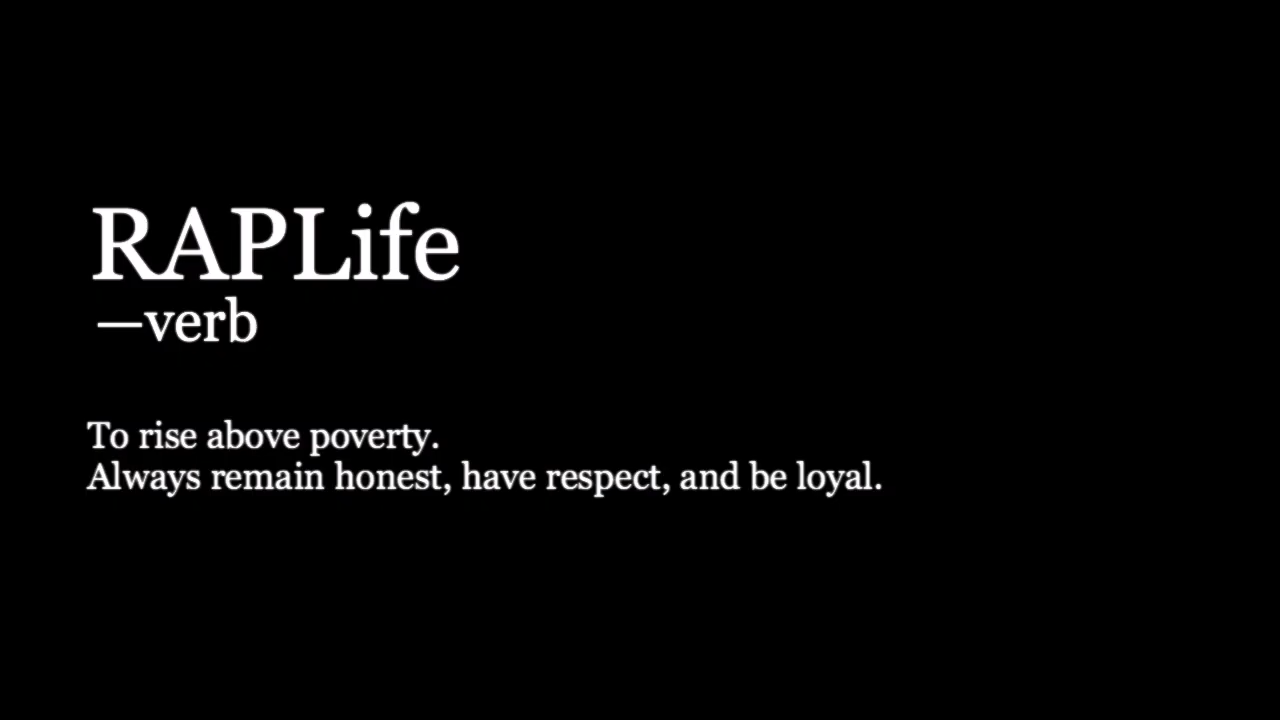 RAPLife
—verb
To rise above poverty.
Always remain honest, have respect, and be loyal.